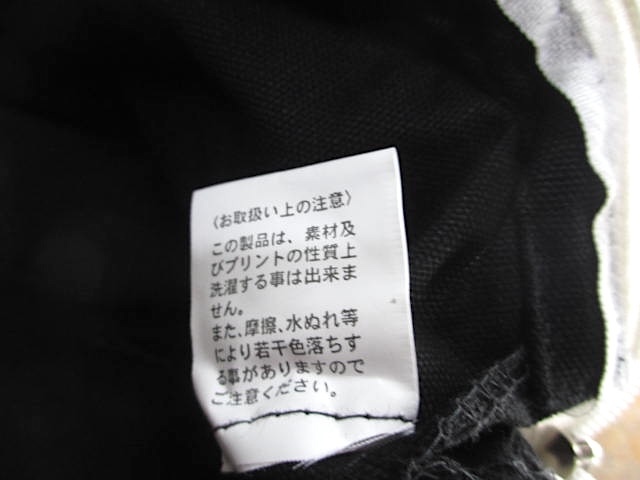 〈お取扱い上の注意〉
この製品は、素材及
びプリントの性質上
洗濯する事は出来ま
せん。
また、摩擦、水ぬれ等
により若干色落ちす
る事がありますので
ご注意ください。